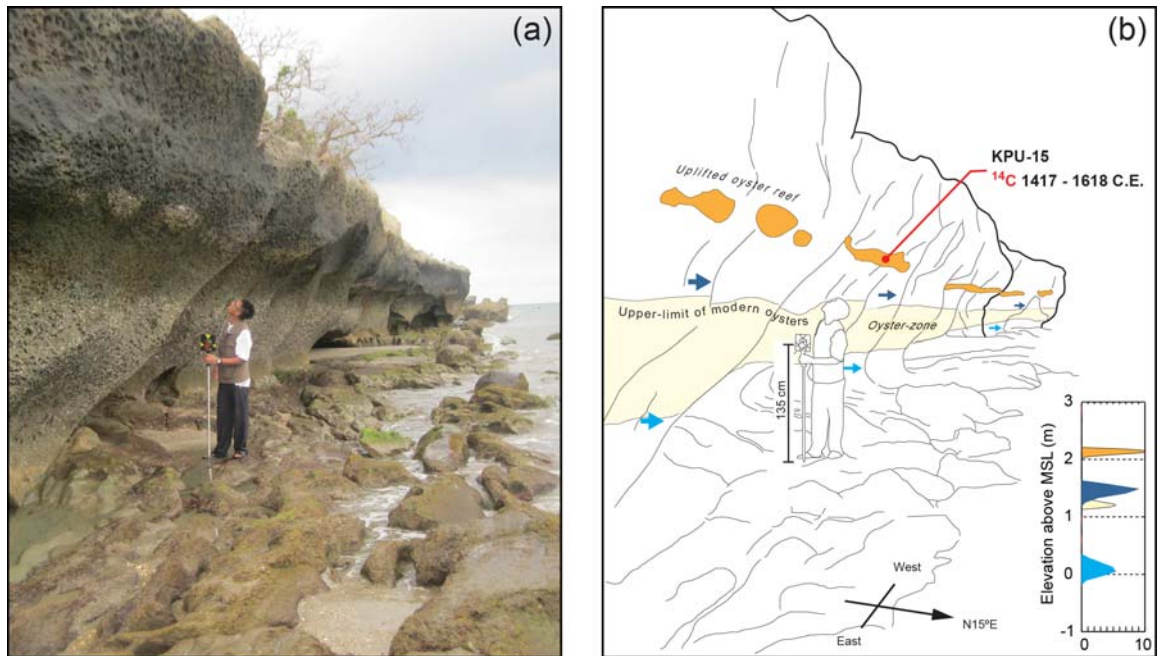 (a)
(b)
KPU-15
¹⁴C 1417 - 1618 C.E.
Uplifted oyster reef
Upper-limit of modern oysters
Oyster-zone
135 cm
3
2
1
0
-1
Elevation above MSL (m)
0
10
West
N15ºE
East